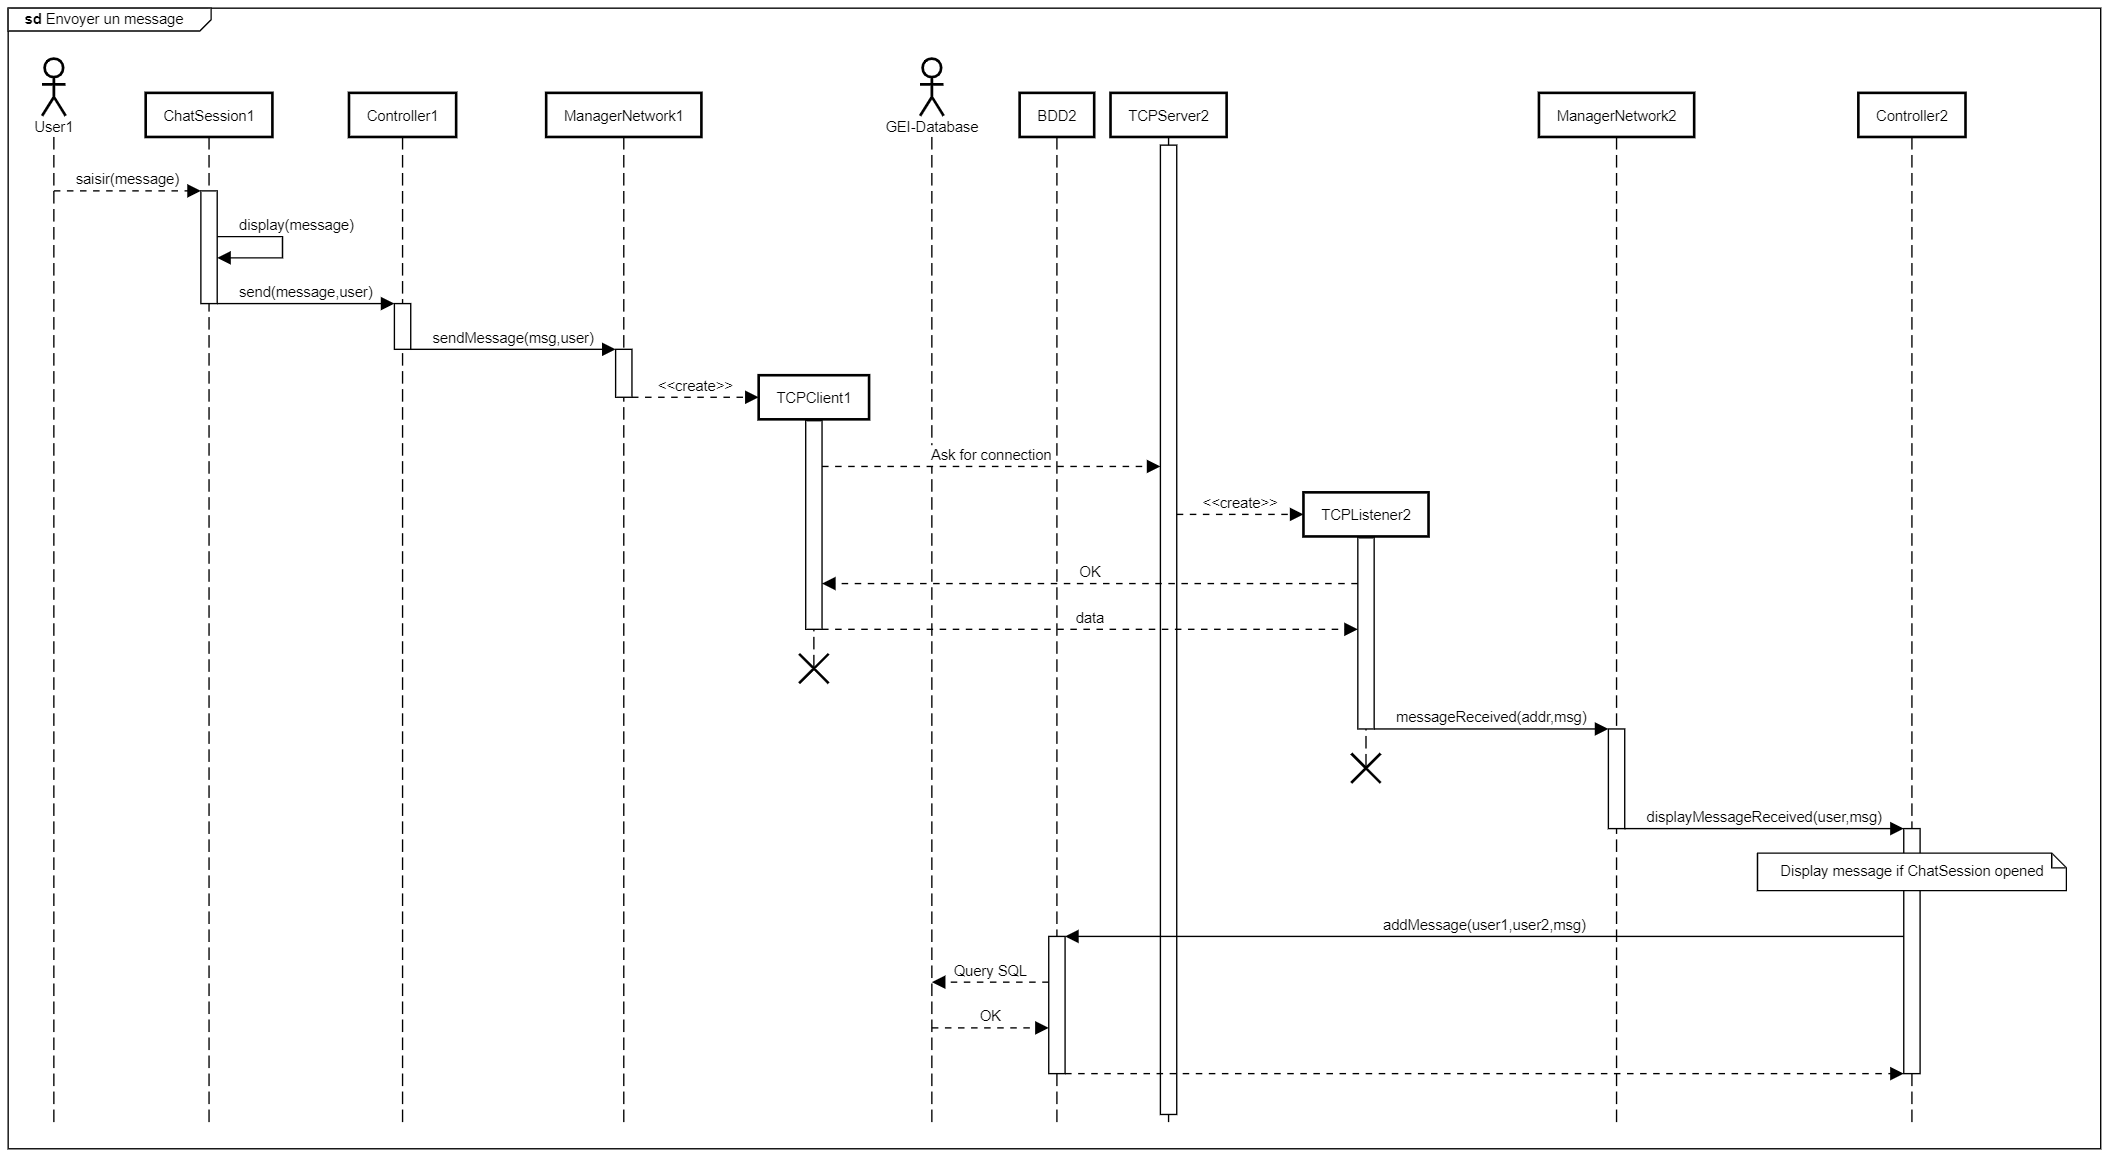 sd Envoyer un message
User1
ChatSession1
Controller1
ManagerNetwork1
GEI-Database
BDD2
TCPServer2
ManagerNetwork2
Controller2
saisir(message)
display(message)
send(message,user)
sendMessage(msg,user)
<<create>>
TCPClient1
Ask for connection
<<create>>
TCPListener2
OK
data
messageReceived(addr,msg)
displayMessageReceived(user,msg)
Display message if ChatSession opened
addMessage(user1,user2,msg)
Query SQL
OK